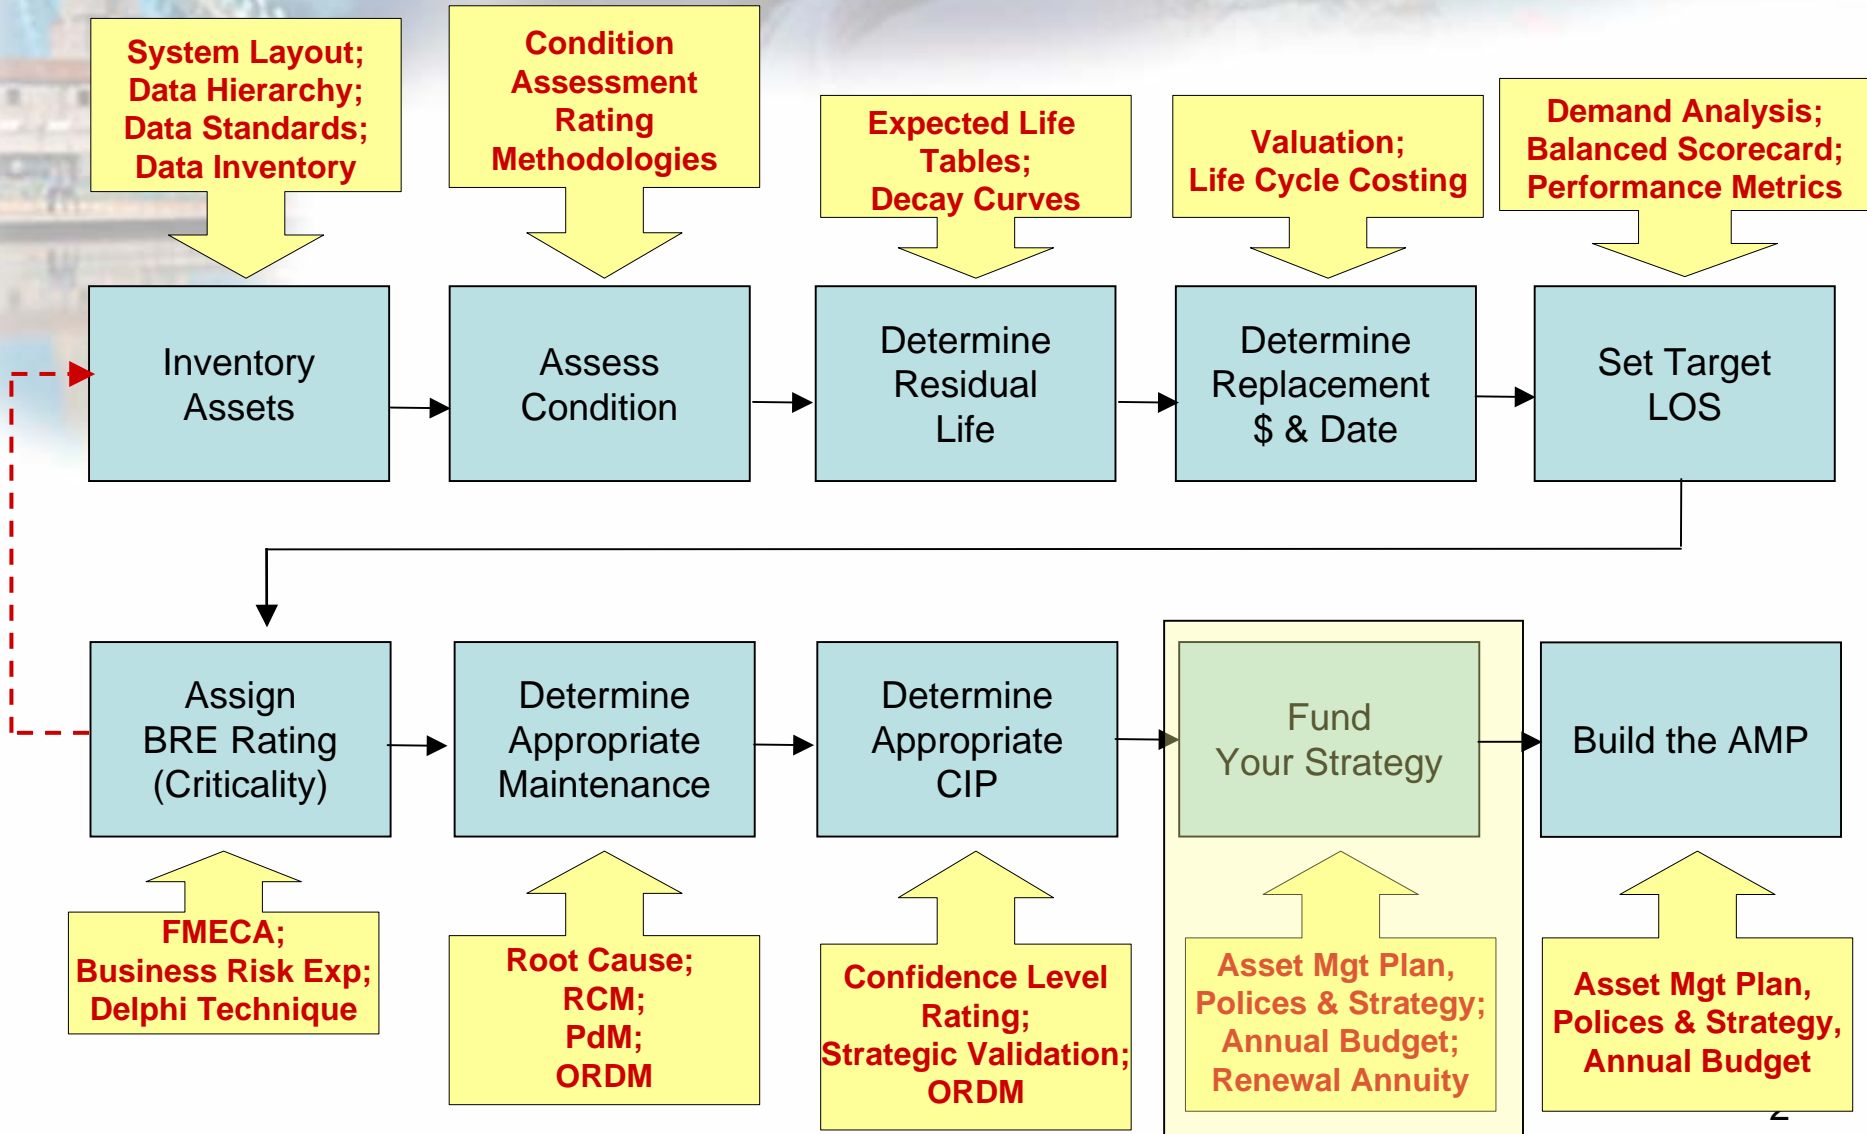 System Layout;
Data Hierarchy;
Data Standards;
Data Inventory
Condition
Assessment
Rating
Methodologies
Expected Life
Tables;
Decay Curves
Valuation;
Life Cycle Costing
Demand Analysis;
Balanced Scorecard;
Performance Metrics
Inventory
Assets
Assess
Condition
Determine
Residual
Life
Determine
Replacement
$ & Date
Set Target
LOS
Assign
BRE Rating
(Criticality)
Determine
Appropriate
Maintenance
Determine
Appropriate
CIP
Fund
Your Strategy
Build the AMP
FMECA;
Business Risk Exp;
Delphi Technique
Root Cause;
RCM;
PdM;
ORDM
Confidence Level
Rating;
Strategic Validation;
ORDM
Asset Mgt Plan,
Polices & Strategy;
Annual Budget;
Renewal Annuity
Asset Mgt Plan,
Polices & Strategy,
Annual Budget
2